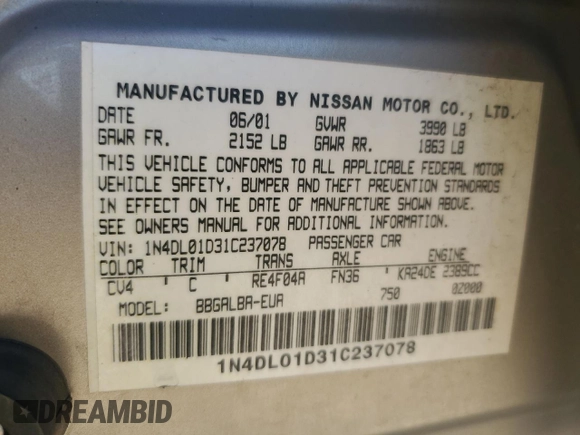 MANUFACTURED BY NISSAN MOTOR CO., LTD.
DATE 06/01 GVWR 3990 LB
GAWR FR. 2152 LB GAWR RR. 1863 LB
THIS VEHICLE CONFORMS TO ALL APPLICABLE FEDERAL MOTOR
VEHICLE SAFETY, BUMPER AND THEFT PREVENTION STANDARDS
IN EFFECT ON THE DATE OF MANUFACTURE SHOWN ABOVE.
SEE OWNERS MANUAL FOR ADDITIONAL INFORMATION.
VIN: 1N4DL01D31C237078 PASSENGER CAR
COLOR TRIM TRANS AXLE ENGINE
CV4 ' C ' RE4F04A FN36 KA24DE 2389CC
MODEL: BBGALBA-EUA 750 02000
1N4DL01D31C237078
DREAMBID